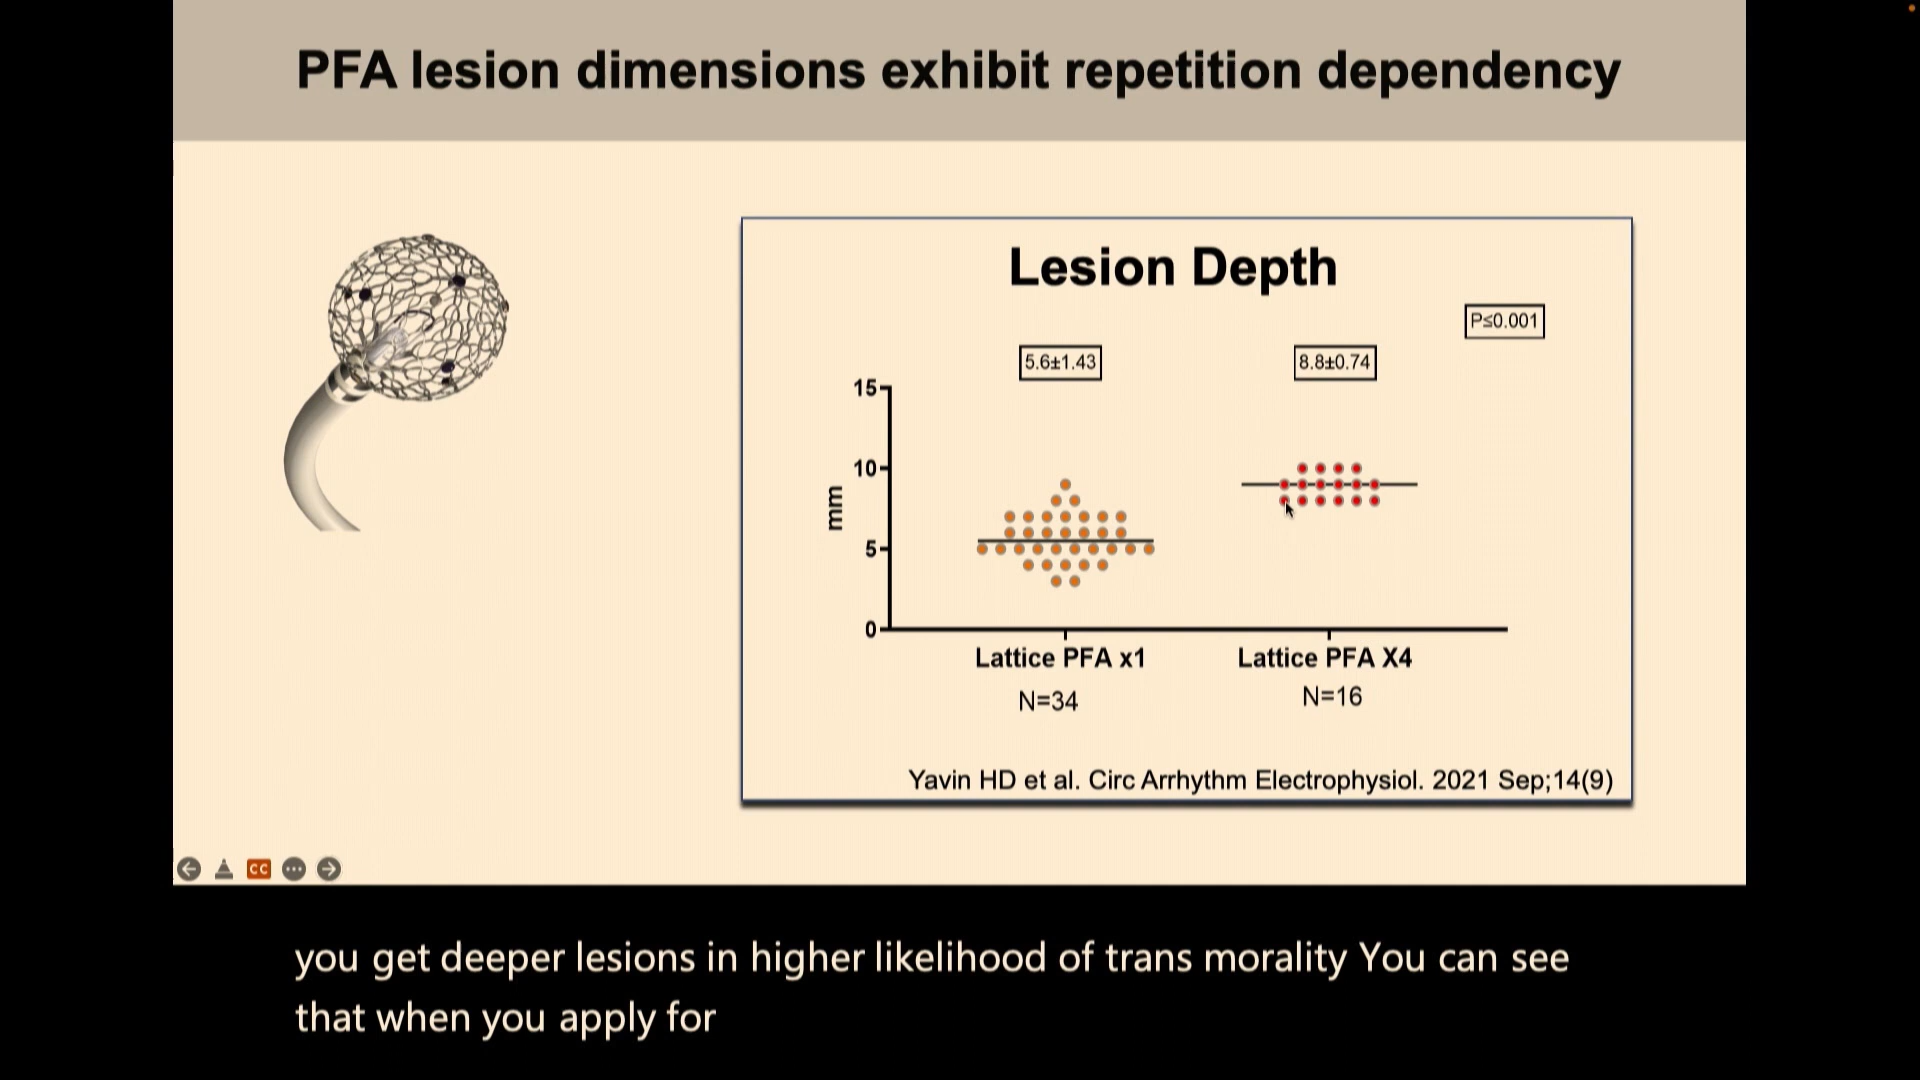 PFA lesion dimensions exhibit repetition dependency
Lesion Depth
P≤0.001
5.6±1.43
8.8±0.74
15
10
5
0
mm
Lattice PFA x1
Lattice PFA X4
N=34
N=16
Yavin HD et al. Circ Arrhythm Electrophysiol. 2021 Sep;14(9)
CC
you get deeper lesions in higher likelihood of trans morality You can see
that when you apply for